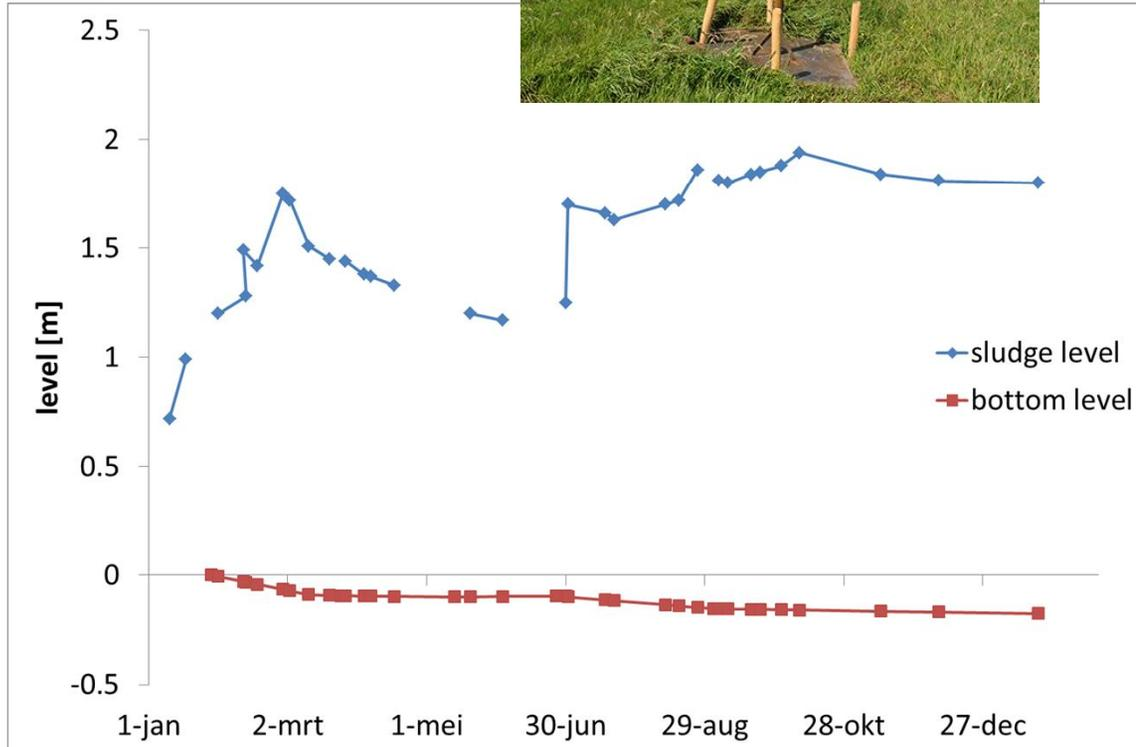 2.5
2
1.5
1
0.5
0
-0.5
level [m]
sludge level
bottom level
1-jan 2-mrt 1-mei 30-jun 29-aug 28-okt 27-dec